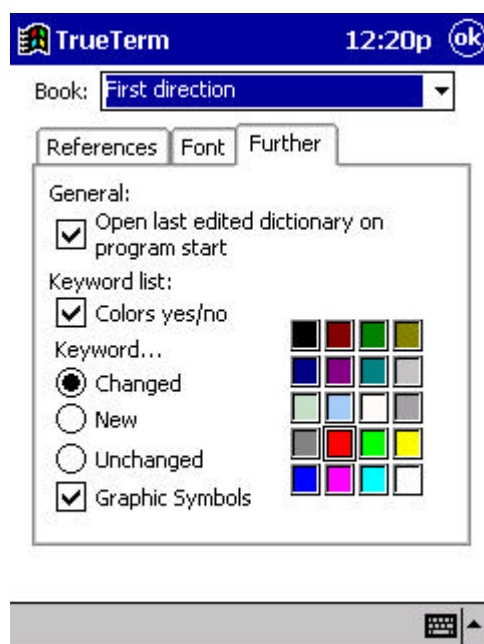 TrueTerm 12:20p ok
Book: First direction
References Font Further
General:
Open last edited dictionary on
program start
Keyword list:
Colors yes/no
Keyword...
Changed
New
Unchanged
Graphic Symbols